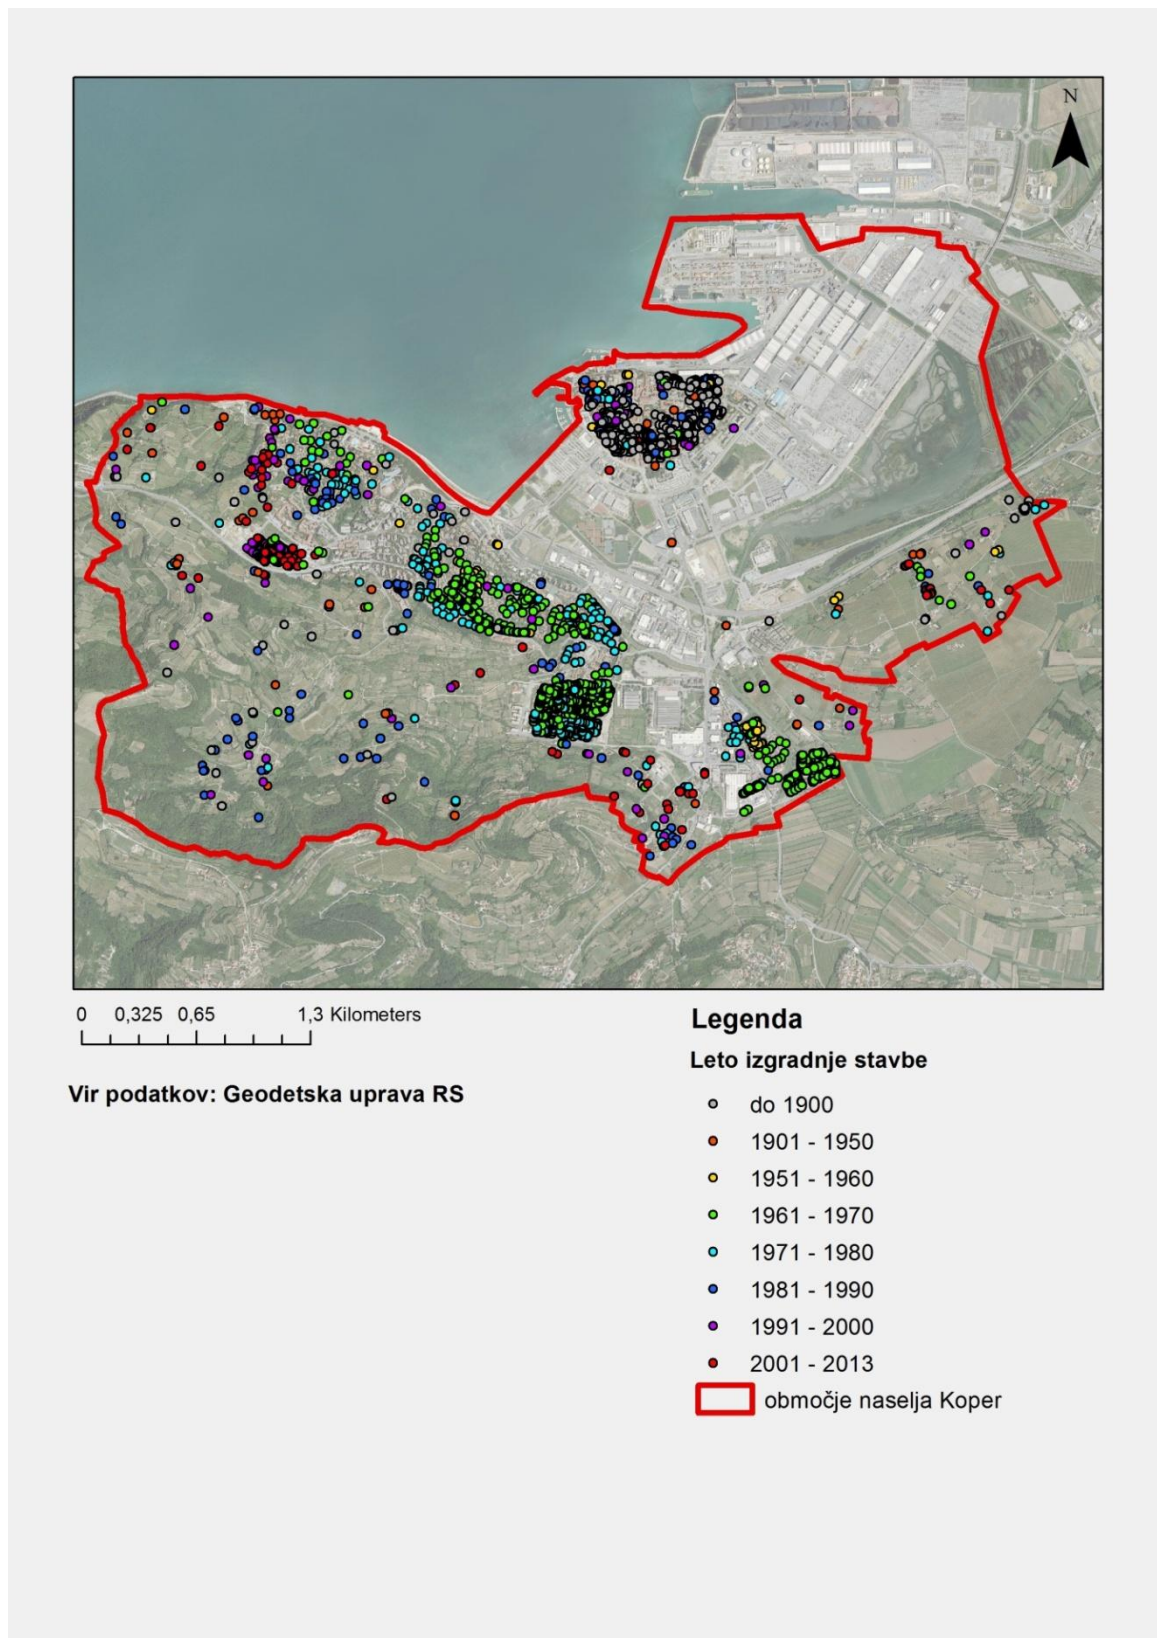 N
0 0,325 0,65 1,3 Kilometers
Vir podatkov: Geodetska uprava RS
Legenda
Leto izgradnje stavbe
do 1900
1901 - 1950
1951 - 1960
1961 - 1970
1971 - 1980
1981 - 1990
1991 - 2000
2001 - 2013
območje naselja Koper